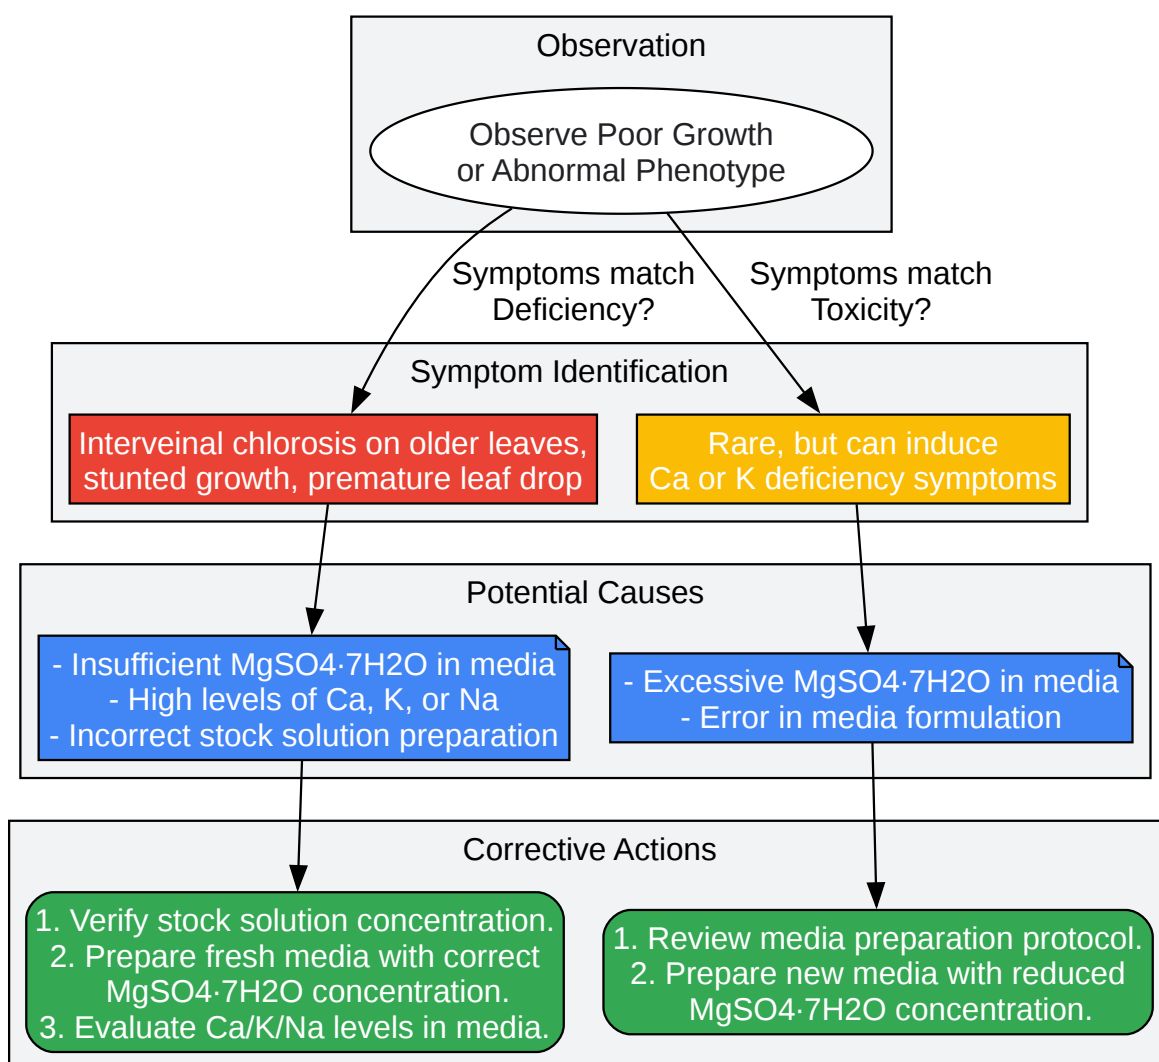 Observation
Observe Poor Growth
or Abnormal Phenotype
Symptoms match
Deficiency?
Symptoms match
Toxicity?
Symptom Identification
Interveinal chlorosis on older leaves,
stunted growth, premature leaf drop
Rare, but can induce
Ca or K deficiency symptoms
Potential Causes
- Insufficient MgSO4·7H2O in media
- High levels of Ca, K, or Na
- Incorrect stock solution preparation
- Excessive MgSO4·7H2O in media
- Error in media formulation
Corrective Actions
1. Verify stock solution concentration.
2. Prepare fresh media with correct
MgSO4·7H2O concentration.
3. Evaluate Ca/K/Na levels in media.
1. Review media preparation protocol.
2. Prepare new media with reduced
MgSO4·7H2O concentration.